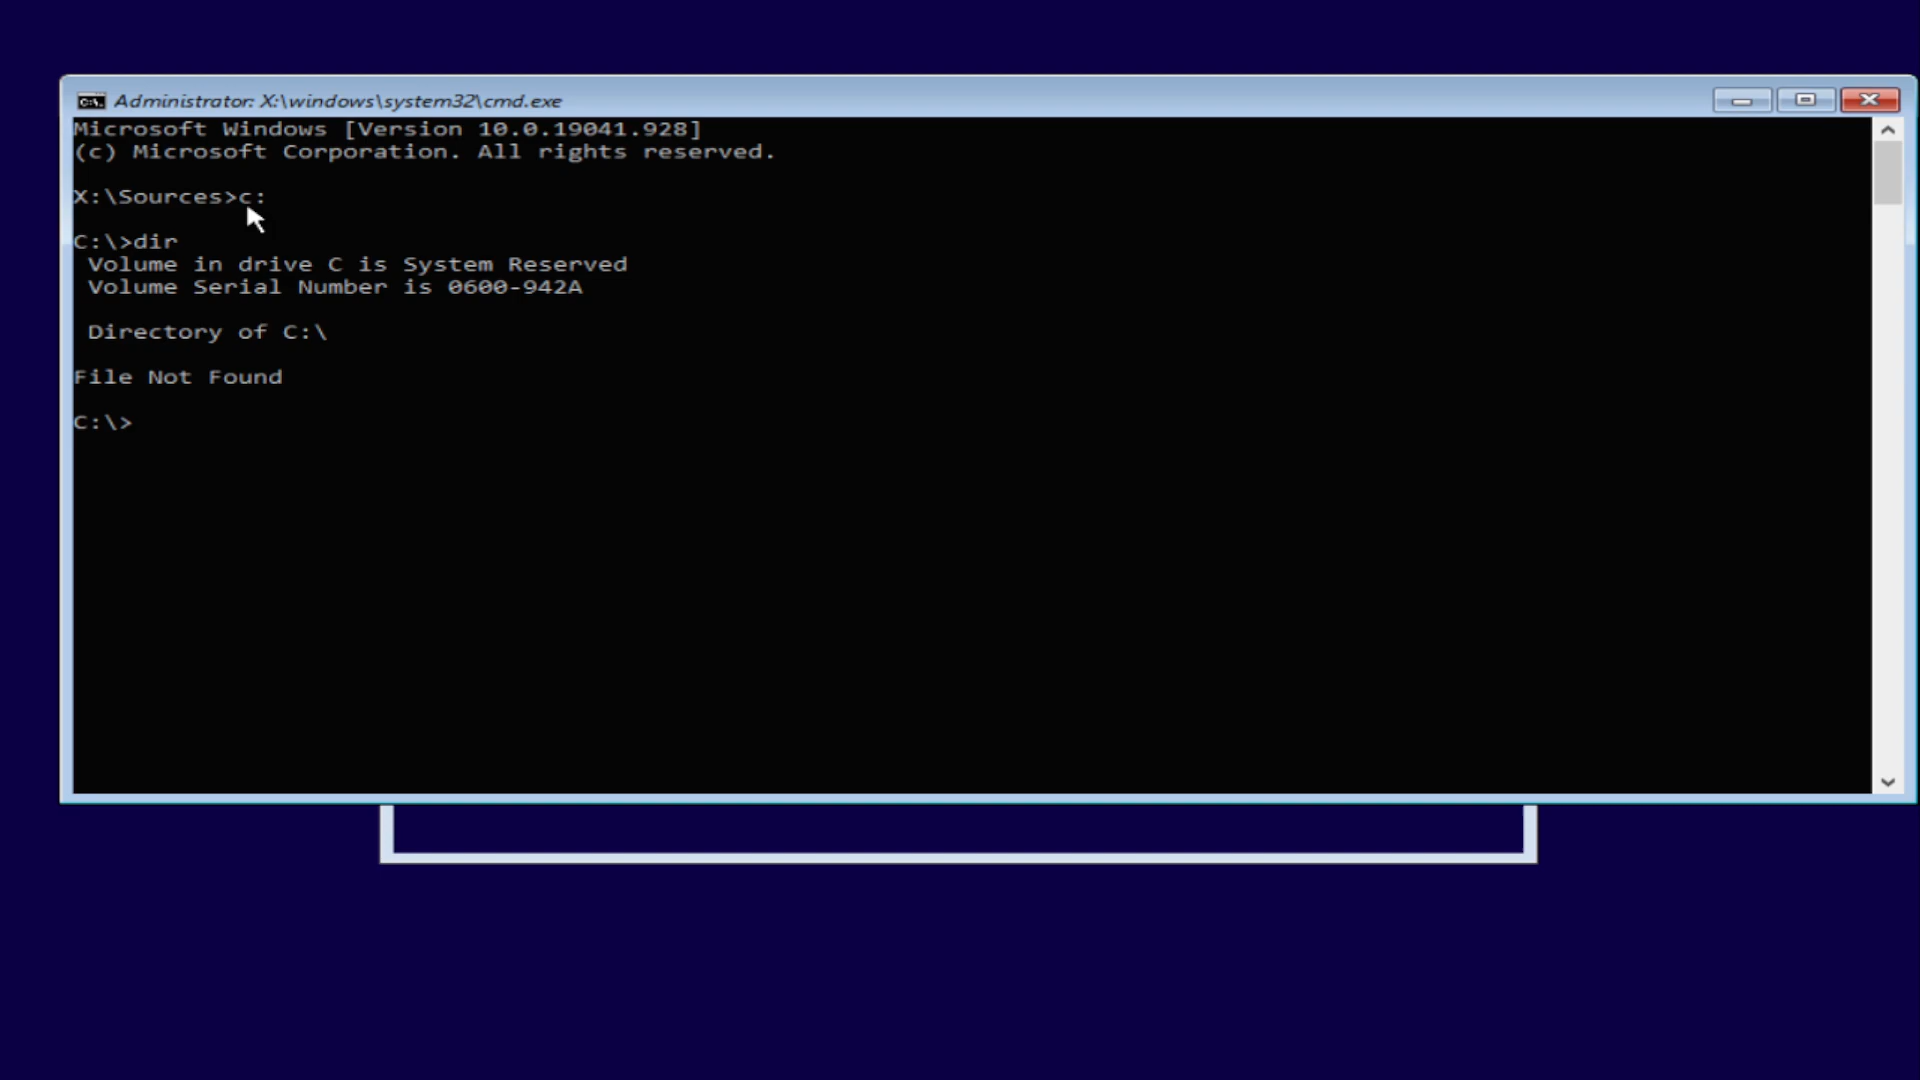 Administrator: X:\windows\system32\cmd.exe
Microsoft Windows [Version 10.0.19041.928]
(c) Microsoft Corporation. All rights reserved.
X:\Sources>c:
C:\>dir
Volume in drive C is System Reserved
Volume Serial Number is 0600-942A
Directory of C:\
File Not Found
C:\>